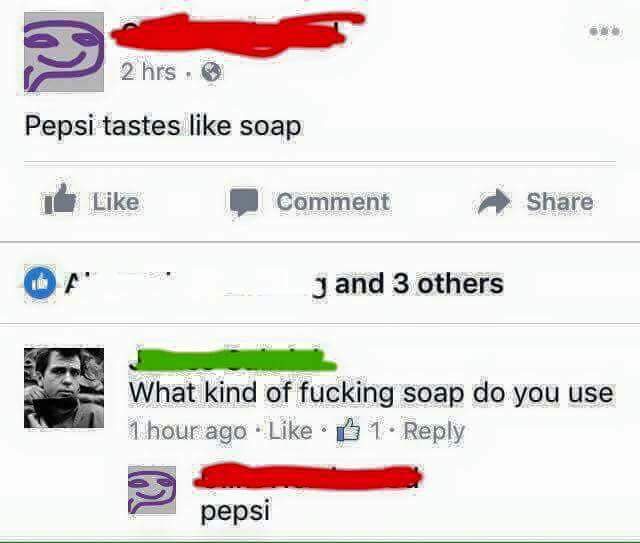 2 hrs ·
Pepsi tastes like soap
Like Comment Share
and 3 others
What kind of fucking soap do you use
1 hour ago · Like · 1 · Reply
pepsi